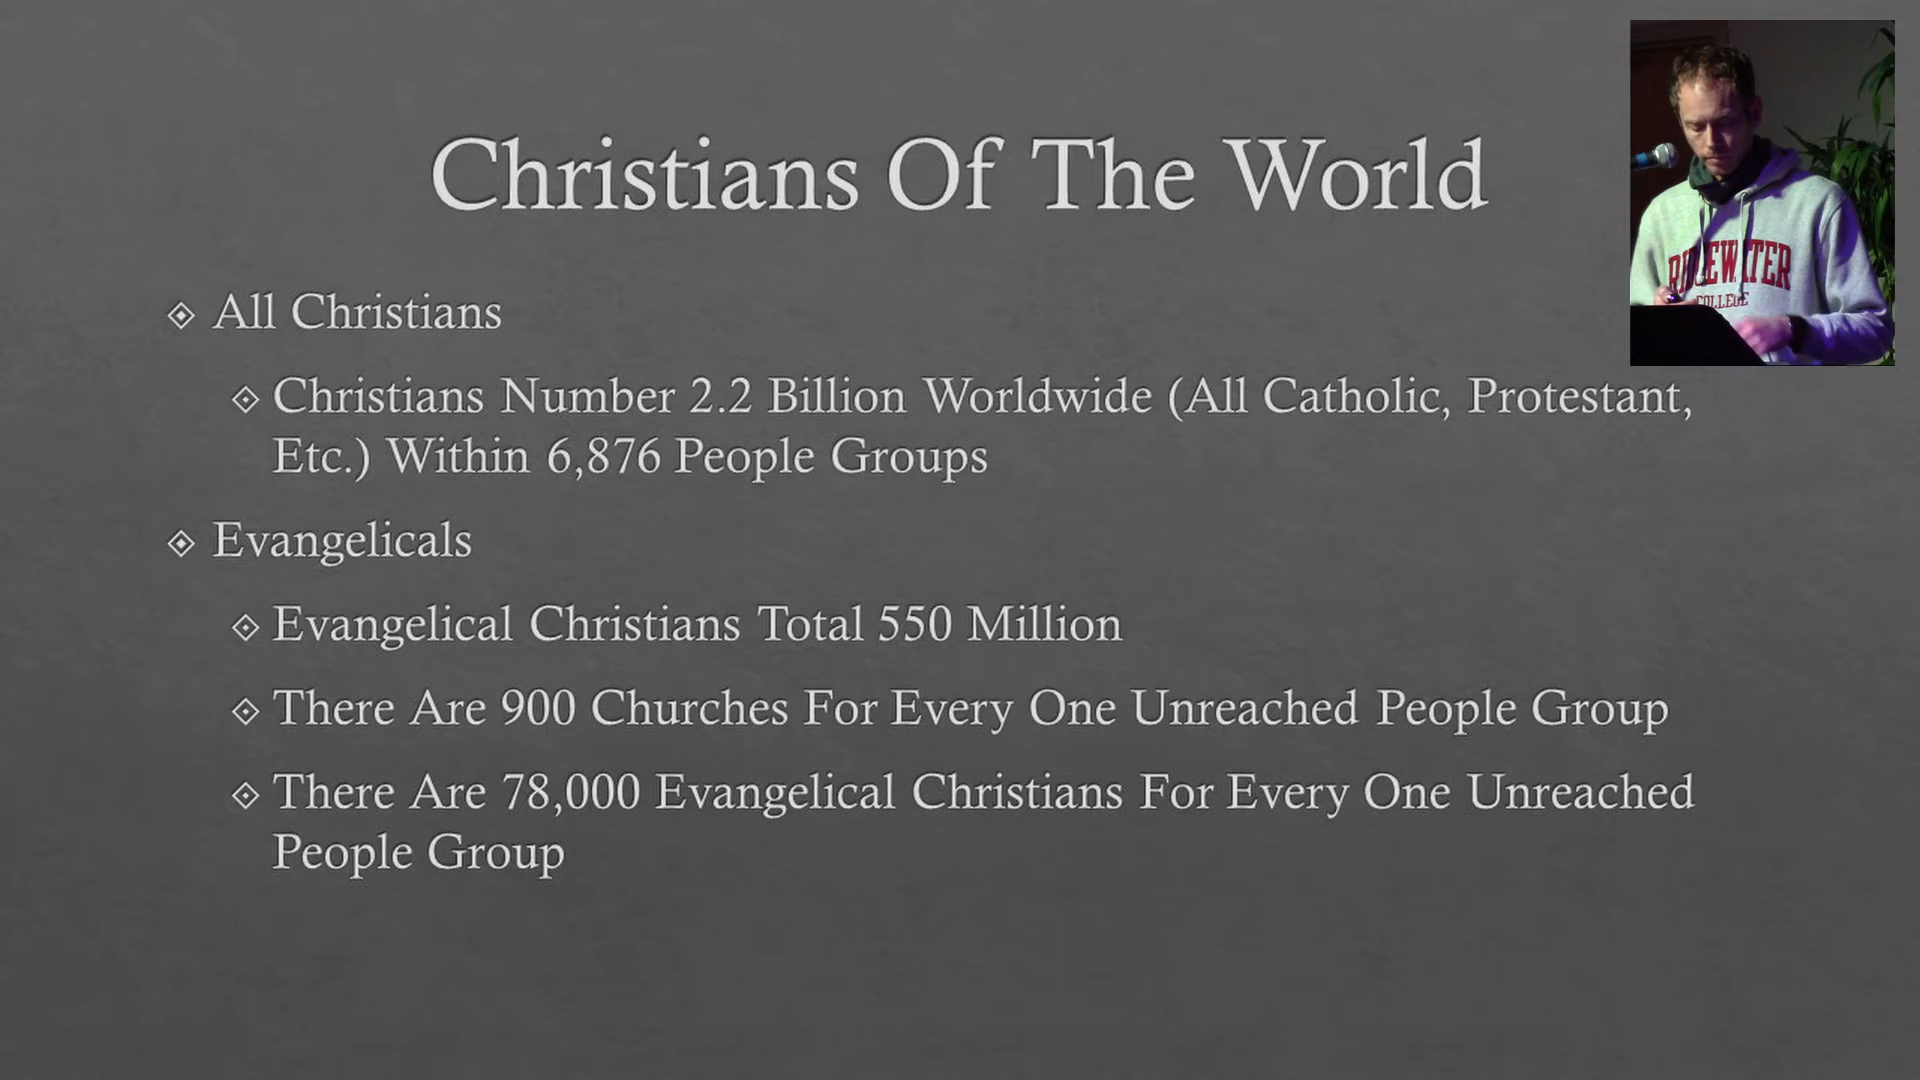 Christians Of The World
All Christians
Christians Number 2.2 Billion Worldwide (All Catholic, Protestant,
Etc.) Within 6,876 People Groups
Evangelicals
Evangelical Christians Total 550 Million
There Are 900 Churches For Every One Unreached People Group
There Are 78,000 Evangelical Christians For Every One Unreached
People Group
COLLEGE